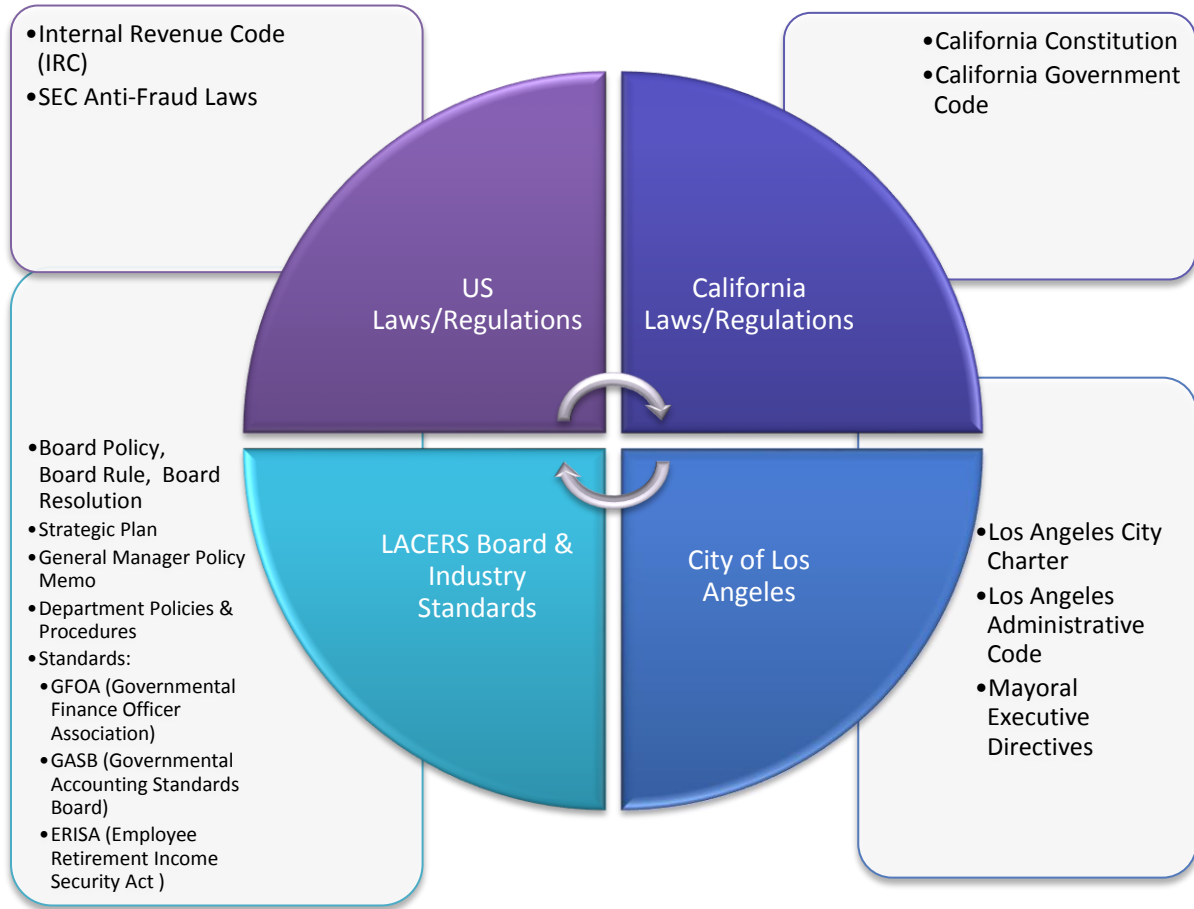 •Internal Revenue Code
(IRC)
•SEC Anti-Fraud Laws
•California Constitution
•California Government
Code
US
Laws/Regulations
California
Laws/Regulations
•Board Policy,
Board Rule,  Board
Resolution
•Strategic Plan
•General Manager Policy
Memo
•Department Policies &
Procedures
•Standards:
•GFOA (Governmental
Finance Officer
Association)
•GASB (Governmental
Accounting Standards
Board)
•ERISA (Employee
Retirement Income
Security Act )
LACERS Board &
Industry
Standards
City of Los
Angeles
•Los Angeles City
Charter
•Los Angeles
Administrative
Code
•Mayoral
Executive
Directives